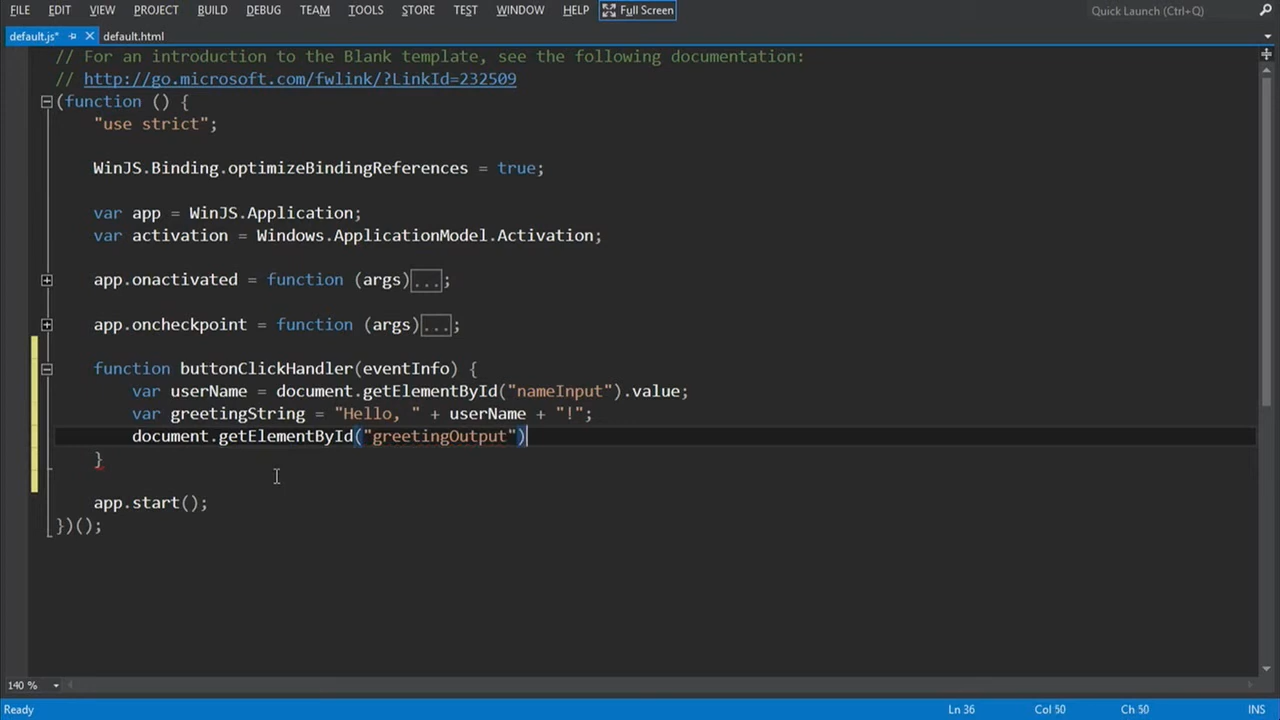 FILE EDIT VIEW PROJECT BUILD DEBUG TEAM TOOLS STORE TEST WINDOW HELP Full Screen Quick Launch (Ctrl+Q)
default.js* default.html
// For an introduction to the Blank template, see the following documentation:
// http://go.microsoft.com/fwlink/?LinkId=232509
(function () {
"use strict";
WinJS.Binding.optimizeBindingReferences = true;
var app = WinJS.Application;
var activation = Windows.ApplicationModel.Activation;
app.onactivated = function (args)...;
app.oncheckpoint = function (args)...;
function buttonClickHandler(eventInfo) {
var userName = document.getElementById("nameInput").value;
var greetingString = "Hello, " + userName + "!";
document.getElementById("greetingOutput")
}
app.start();
})();
140 %
Ready Ln 36 Col 50 Ch 50 INS